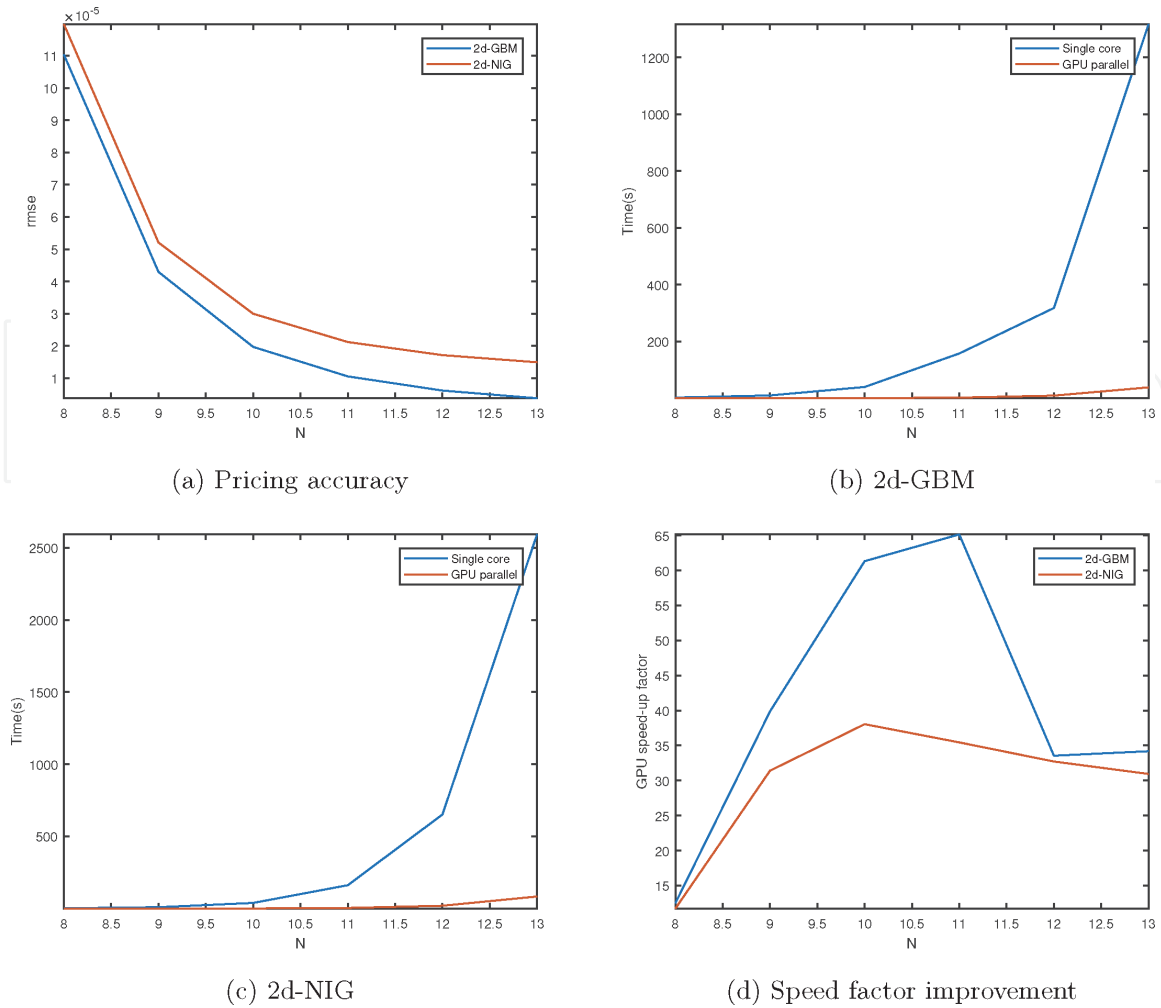 ×10⁻⁵
11
10
9
8
7
6
5
4
3
2
1
rmse
2d-GBM
2d-NIG
8 8.5 9 9.5 10 10.5 11 11.5 12 12.5 13
N
(a) Pricing accuracy
1200
1000
800
600
400
200
Time(s)
Single core
GPU parallel
8 8.5 9 9.5 10 10.5 11 11.5 12 12.5 13
N
(b) 2d-GBM
2500
2000
1500
1000
500
Time(s)
Single core
GPU parallel
8 8.5 9 9.5 10 10.5 11 11.5 12 12.5 13
N
(c) 2d-NIG
65
60
55
50
45
40
35
30
25
20
15
GPU speed-up factor
2d-GBM
2d-NIG
8 8.5 9 9.5 10 10.5 11 11.5 12 12.5 13
N
(d) Speed factor improvement